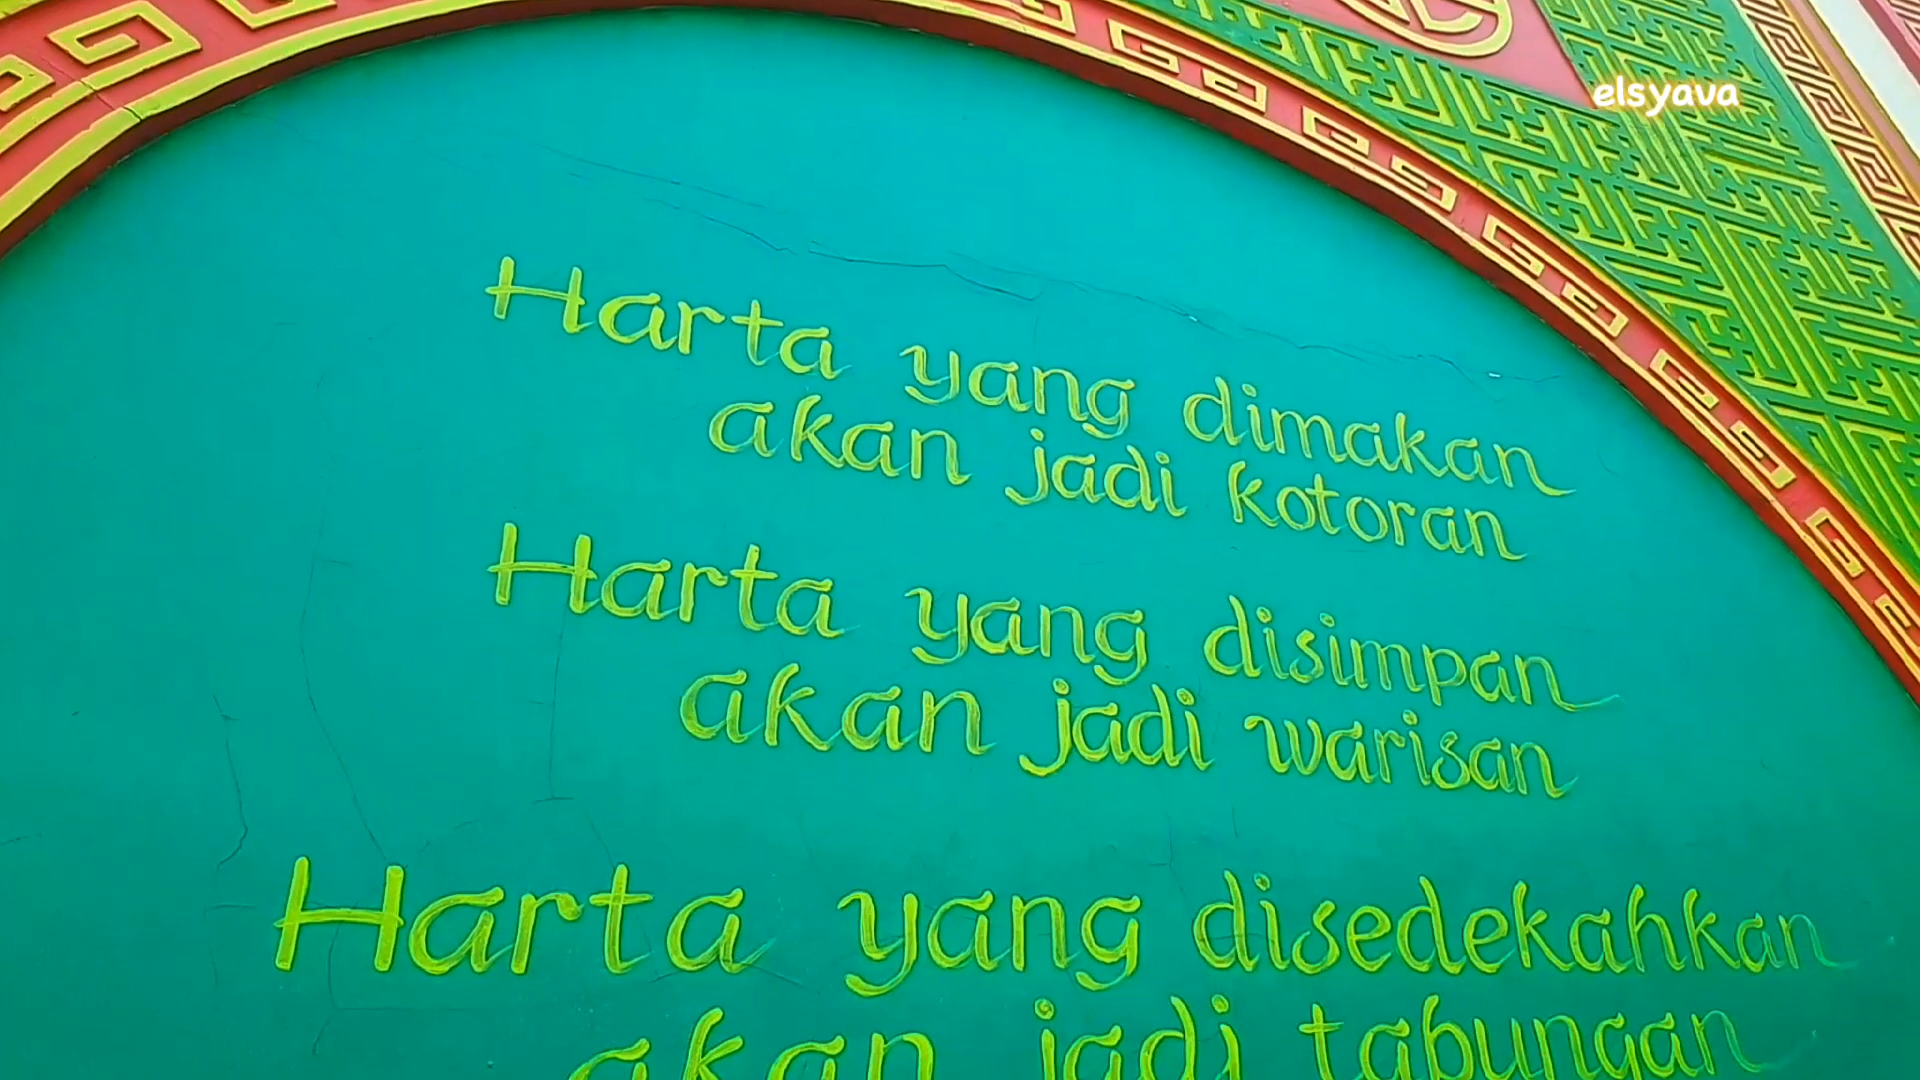 elsyava
Harta yang dimakan
akan jadi kotoran
Harta yang disimpan
akan jadi warisan
Harta yang disedekahkan
akan jadi tabungan